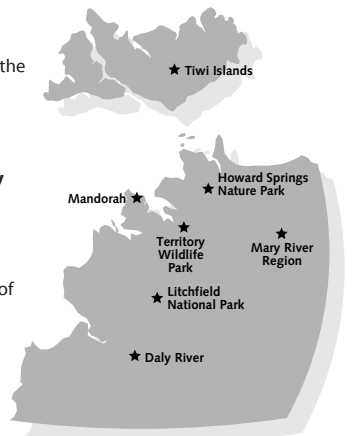 the
Tiwi Islands
y
of
Howard Springs
Nature Park
Mandorah
Territory
Wildlife
Park
Mary River
Region
Litchfield
National Park
Daly River